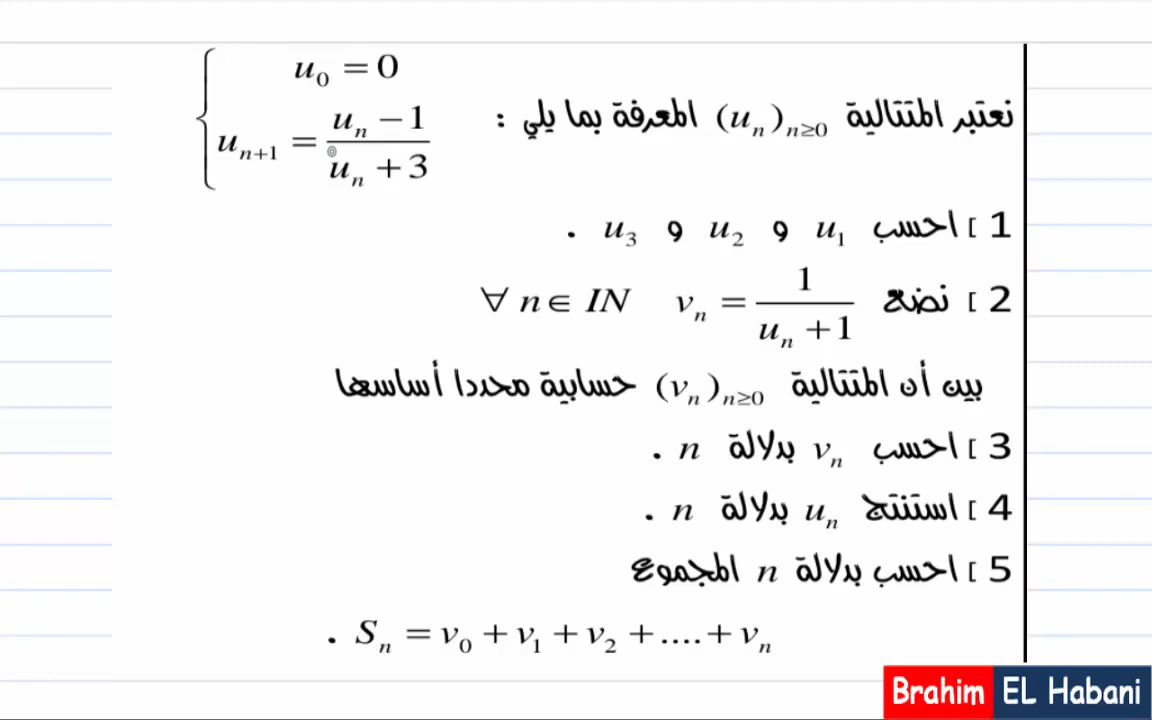 نعتبر المتتالية (u_n)_{n≥0} المعرفة بما يلي : { u_0 = 0
u_{n+1} = (u_n − 1)/(u_n + 3)
1 ] احسب u_1 و u_2 و u_3 .
2 ] نضع v_n = 1/(u_n + 1) ∀ n ∈ IN
بين أن المتتالية (v_n)_{n≥0} حسابية محددا أساسها
3 ] احسب v_n بدلالة n .
4 ] استنتج u_n بدلالة n .
5 ] احسب بدلالة n المجموع
S_n = v_0 + v_1 + v_2 + .... + v_n .
Brahim EL Habani